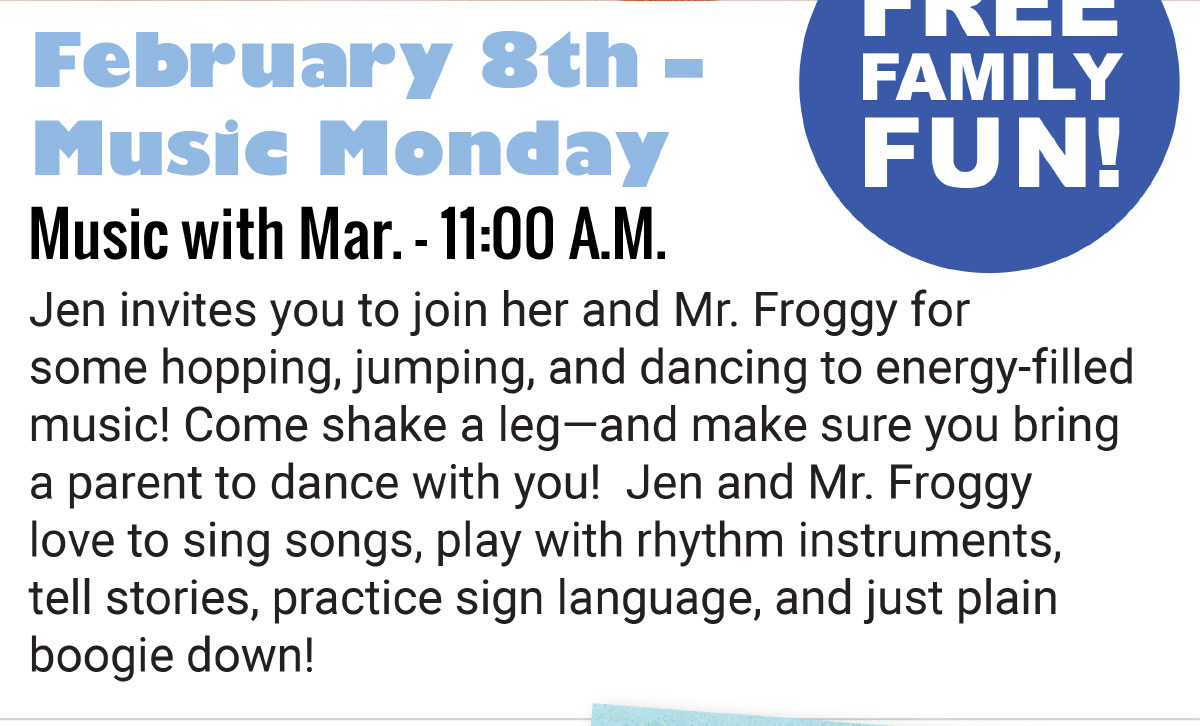 February 8th –
Music Monday
FREE
FAMILY
FUN!
Music with Mar. - 11:00 A.M.
Jen invites you to join her and Mr. Froggy for
some hopping, jumping, and dancing to energy-filled
music! Come shake a leg—and make sure you bring
a parent to dance with you!  Jen and Mr. Froggy
love to sing songs, play with rhythm instruments,
tell stories, practice sign language, and just plain
boogie down!